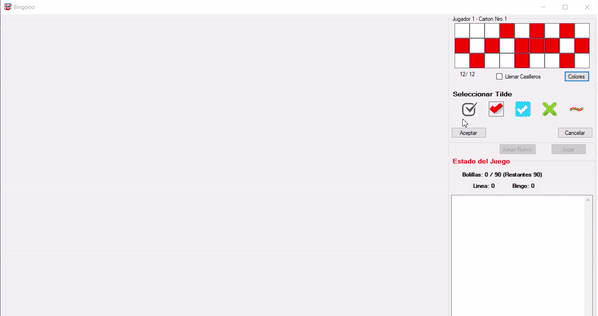 Bingooo
Jugador 1 - Carton Nro. 1
12/ 12
Llenar Casilleros
Colores
Seleccionar Tilde
Aceptar
Cancelar
Juego Nuevo
Jugar
Estado del Juego
Bolillas: 0 / 90 (Restantes 90)
Linea: 0
Bingo: 0